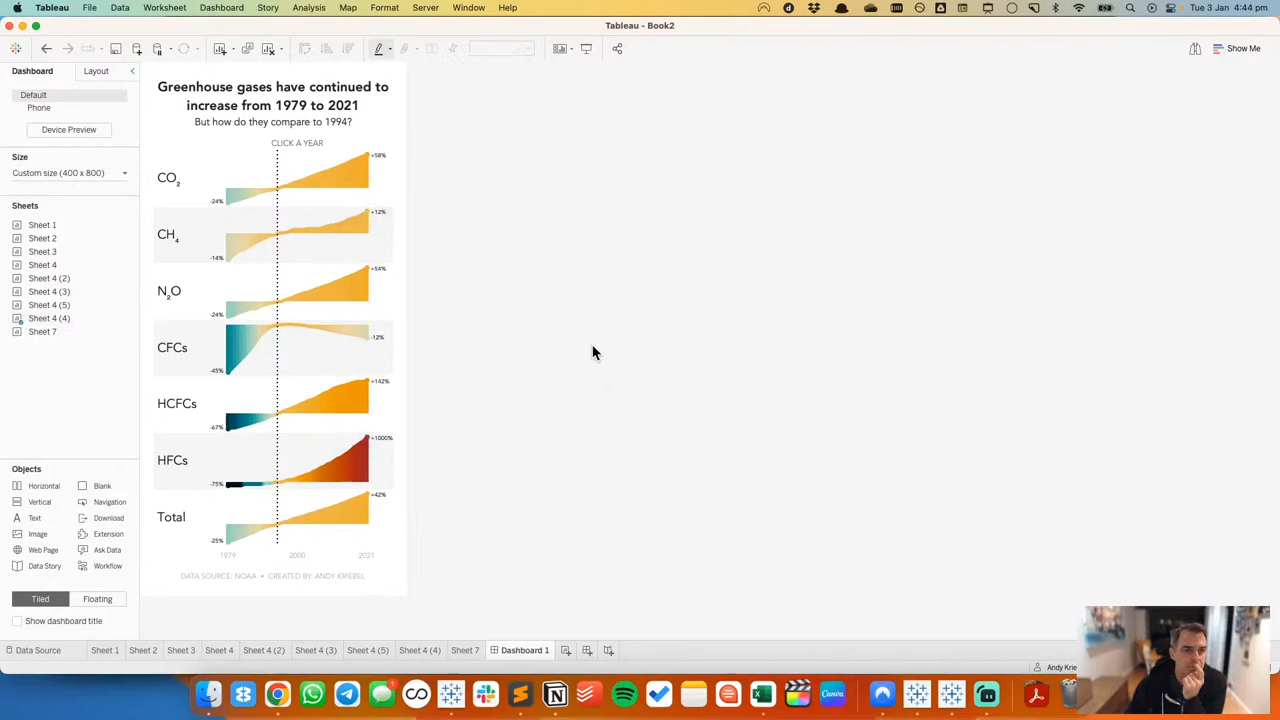 Tableau File Data Worksheet Dashboard Story Analysis Map Format Server Window Help Tue 3 Jan 4:44 pm
Tableau - Book2
Show Me
Dashboard Layout
Default
Phone
Device Preview
Size
Custom size (400 x 800)
Sheets
Sheet 1
Sheet 2
Sheet 3
Sheet 4
Sheet 4 (2)
Sheet 4 (3)
Sheet 4 (5)
Sheet 4 (4)
Sheet 7
Objects
Horizontal Blank
Vertical Navigation
Text Download
Image Extension
Web Page Ask Data
Data Story Workflow
Tiled Floating
Show dashboard title
Greenhouse gases have continued to
increase from 1979 to 2021
But how do they compare to 1994?
CLICK A YEAR
+58%
CO2
-24%
+12%
CH4
-14%
+54%
N2O
-24%
-12%
CFCs
-45%
+142%
HCFCs
-67%
+1000%
HFCs
-75%
+42%
Total
-25%
1979 2000 2021
DATA SOURCE: NOAA • CREATED BY: ANDY KRIEBEL
Data Source Sheet 1 Sheet 2 Sheet 3 Sheet 4 Sheet 4 (2) Sheet 4 (3) Sheet 4 (5) Sheet 4 (4) Sheet 7 Dashboard 1
Andy Krie
Canva